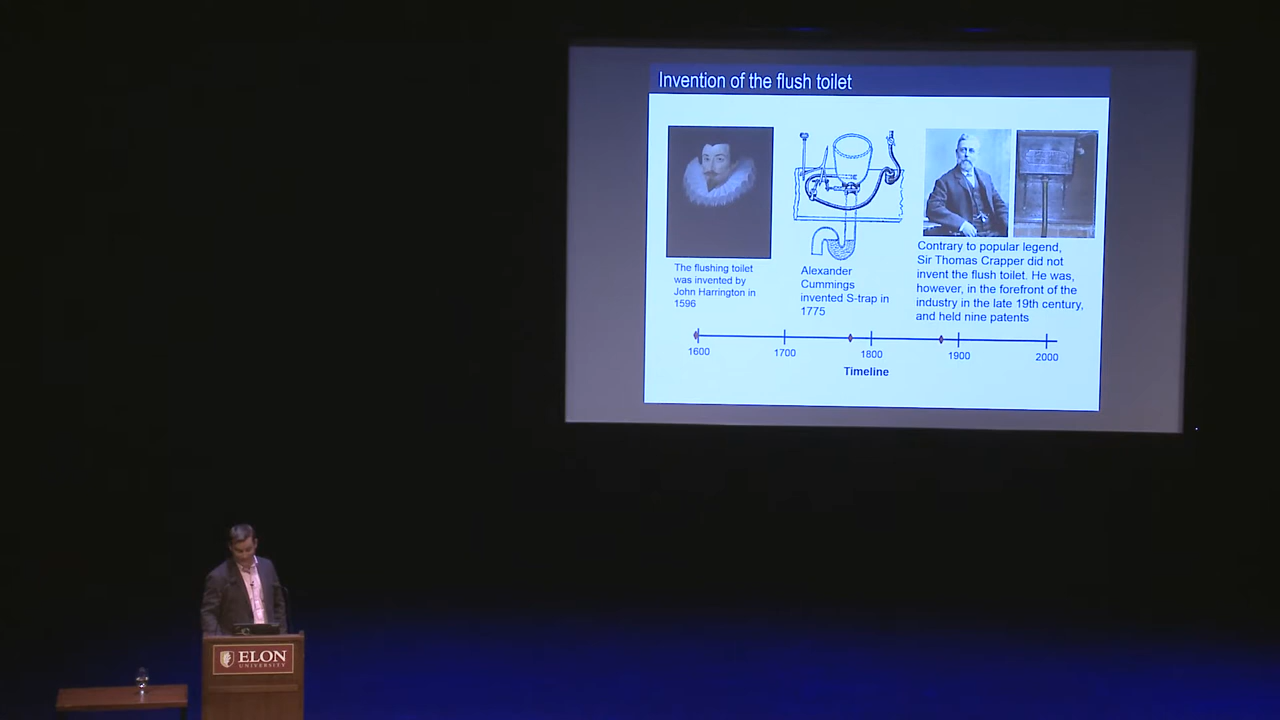 Invention of the flush toilet
The flushing toilet
was invented by
John Harrington in
1596
Alexander
Cummings
invented S-trap in
1775
Contrary to popular legend,
Sir Thomas Crapper did not
invent the flush toilet. He was,
however, in the forefront of the
industry in the late 19th century,
and held nine patents
1600 1700 1800 1900 2000
Timeline
ELON
UNIVERSITY